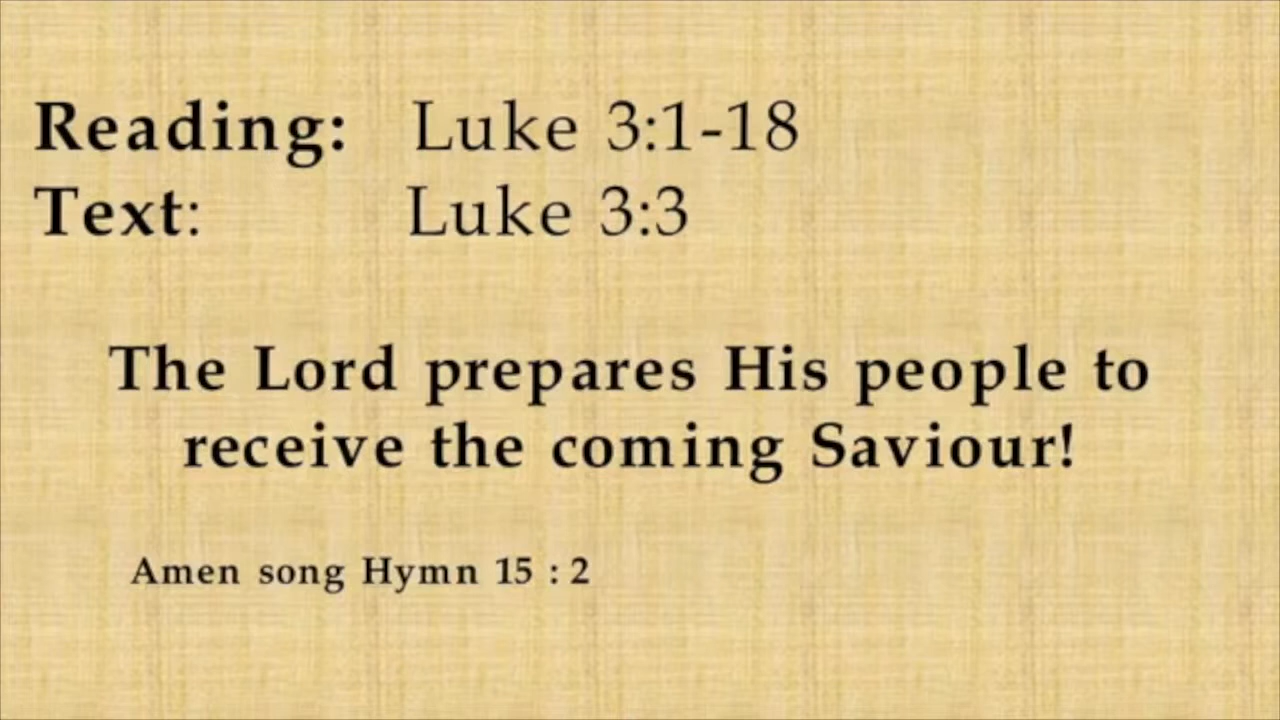 Reading: Luke 3:1-18
Text: Luke 3:3
The Lord prepares His people to
receive the coming Saviour!
Amen song Hymn 15 : 2